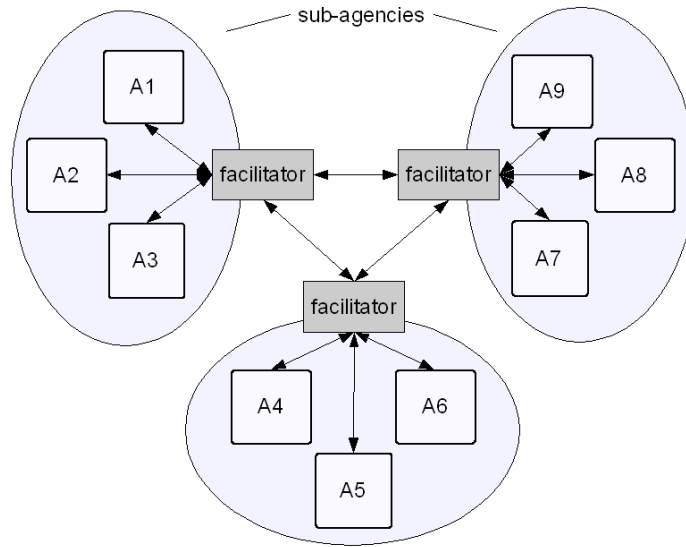 sub-agencies
A1
A2
A3
facilitator
facilitator
A9
A8
A7
facilitator
A4
A5
A6